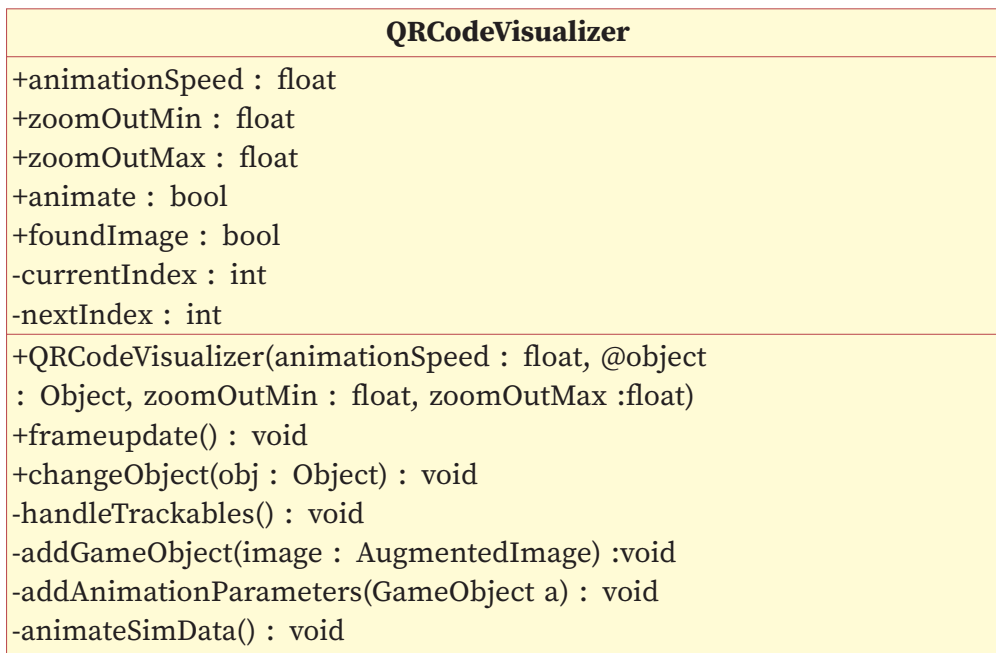 QRCodeVisualizer
+animationSpeed : float
+zoomOutMin : float
+zoomOutMax : float
+animate : bool
+foundImage : bool
-currentIndex : int
-nextIndex : int
+QRCodeVisualizer(animationSpeed : float, @object
: Object, zoomOutMin : float, zoomOutMax :float)
+frameupdate() : void
+changeObject(obj : Object) : void
-handleTrackables() : void
-addGameObject(image : AugmentedImage) :void
-addAnimationParameters(GameObject a) : void
-animateSimData() : void